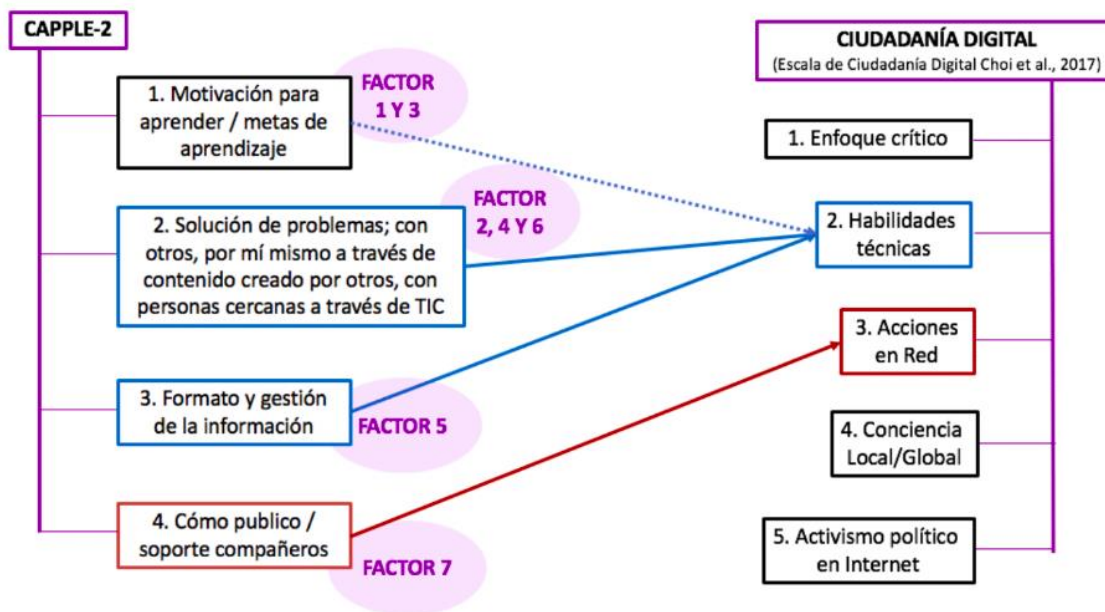 CAPPLE-2
1. Motivación para
aprender / metas de
aprendizaje
FACTOR
1 Y 3
2. Solución de problemas; con
otros, por mí mismo a través de
contenido creado por otros, con
personas cercanas a través de TIC
FACTOR
2, 4 Y 6
3. Formato y gestión
de la información
FACTOR 5
4. Cómo publico /
soporte compañeros
FACTOR 7
CIUDADANÍA DIGITAL
(Escala de Ciudadanía Digital Choi et al., 2017)
1. Enfoque crítico
2. Habilidades
técnicas
3. Acciones
en Red
4. Conciencia
Local/Global
5. Activismo político
en Internet